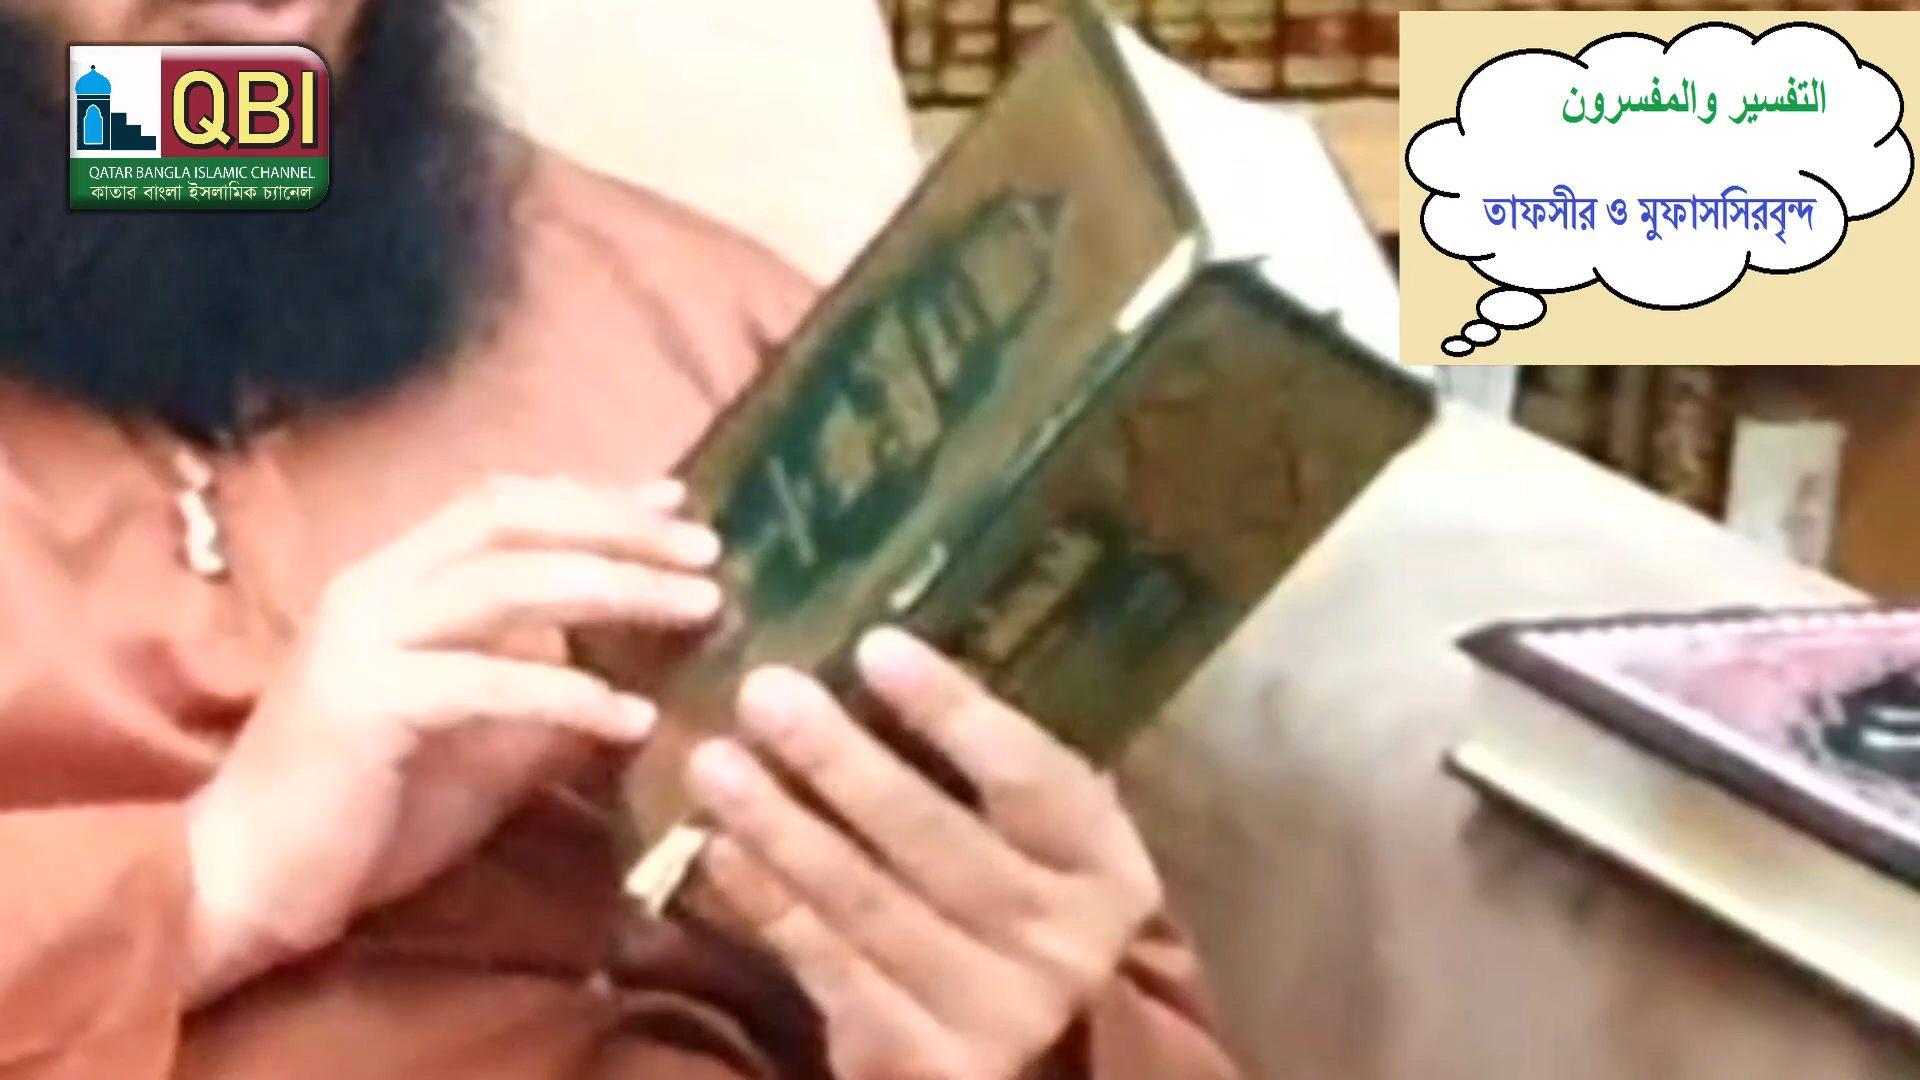 QBI
QATAR BANGLA ISLAMIC CHANNEL
কাতার বাংলা ইসলামিক চ্যানেল
التفسير والمفسرون
তাফসীর ও মুফাসসিরবৃন্দ